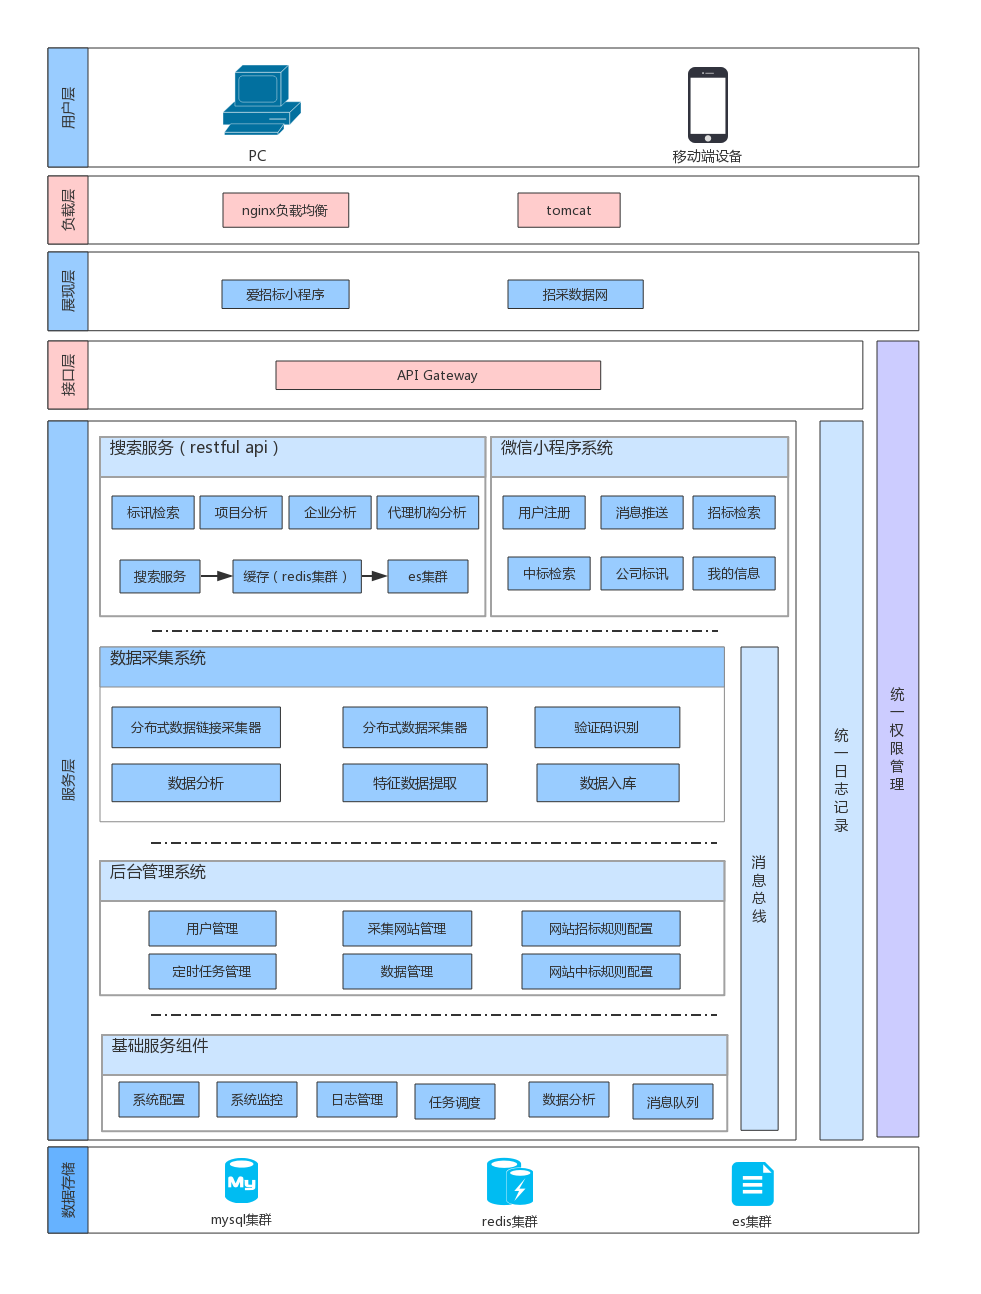 用户层
PC
移动端设备
负载层
nginx负载均衡
tomcat
展现层
爱招标小程序
招采数据网
接口层
API Gateway
服务层
搜索服务（restful api）
标讯检索
项目分析
企业分析
代理机构分析
搜索服务
缓存（redis集群）
es集群
微信小程序系统
用户注册
消息推送
招标检索
中标检索
公司标讯
我的信息
数据采集系统
分布式数据链接采集器
分布式数据采集器
验证码识别
数据分析
特征数据提取
数据入库
后台管理系统
用户管理
采集网站管理
网站招标规则配置
定时任务管理
数据管理
网站中标规则配置
基础服务组件
系统配置
系统监控
日志管理
任务调度
数据分析
消息队列
消息总线
统一日志记录
统一权限管理
数据存储
My
mysql集群
redis集群
es集群